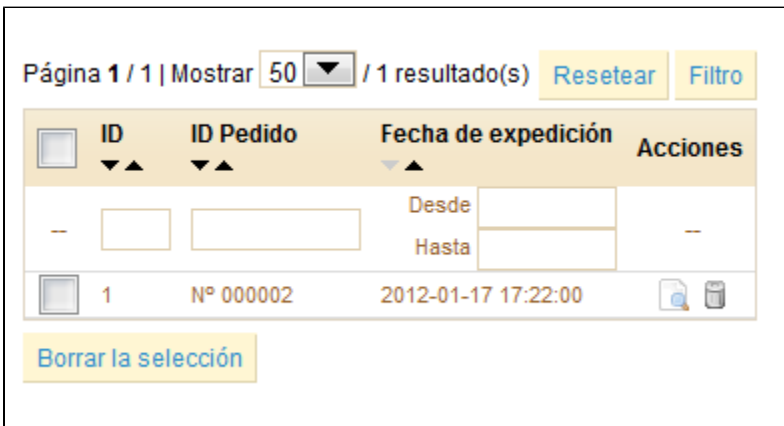 Página 1 / 1 | Mostrar 50 / 1 resultado(s) Resetear Filtro
ID ID Pedido Fecha de expedición Acciones
Desde
-- --
Hasta
1 Nº 000002 2012-01-17 17:22:00
Borrar la selección